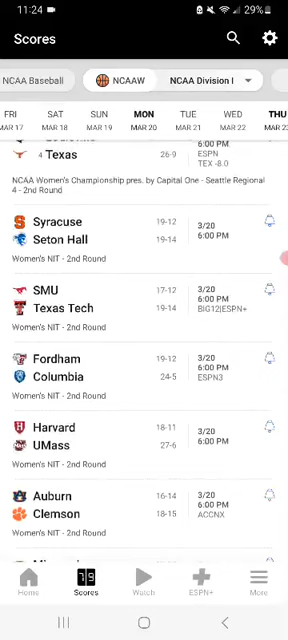 11:24
29%
Scores
NCAA Baseball
NCAAW
NCAA Division I
FRI
SAT
SUN
MON
TUE
WED
THU
MAR 17
MAR 18
MAR 19
MAR 20
MAR 21
MAR 22
MAR 23
6:00 PM
4 Texas 26-9
ESPN
TEX -8.0
NCAA Women's Championship pres. by Capital One - Seattle Regional
4 - 2nd Round
Syracuse 19-12
Seton Hall 19-14
3/20
6:00 PM
Women's NIT - 2nd Round
SMU 17-12
Texas Tech 19-14
3/20
6:00 PM
BIG12|ESPN+
Women's NIT - 2nd Round
Fordham 19-12
Columbia 24-5
3/20
6:00 PM
ESPN3
Women's NIT - 2nd Round
Harvard 18-11
UMass 27-6
3/20
6:00 PM
Women's NIT - 2nd Round
Auburn 16-14
Clemson 18-15
3/20
6:00 PM
ACCNX
Women's NIT - 2nd Round
Home
Scores
Watch
ESPN+
More